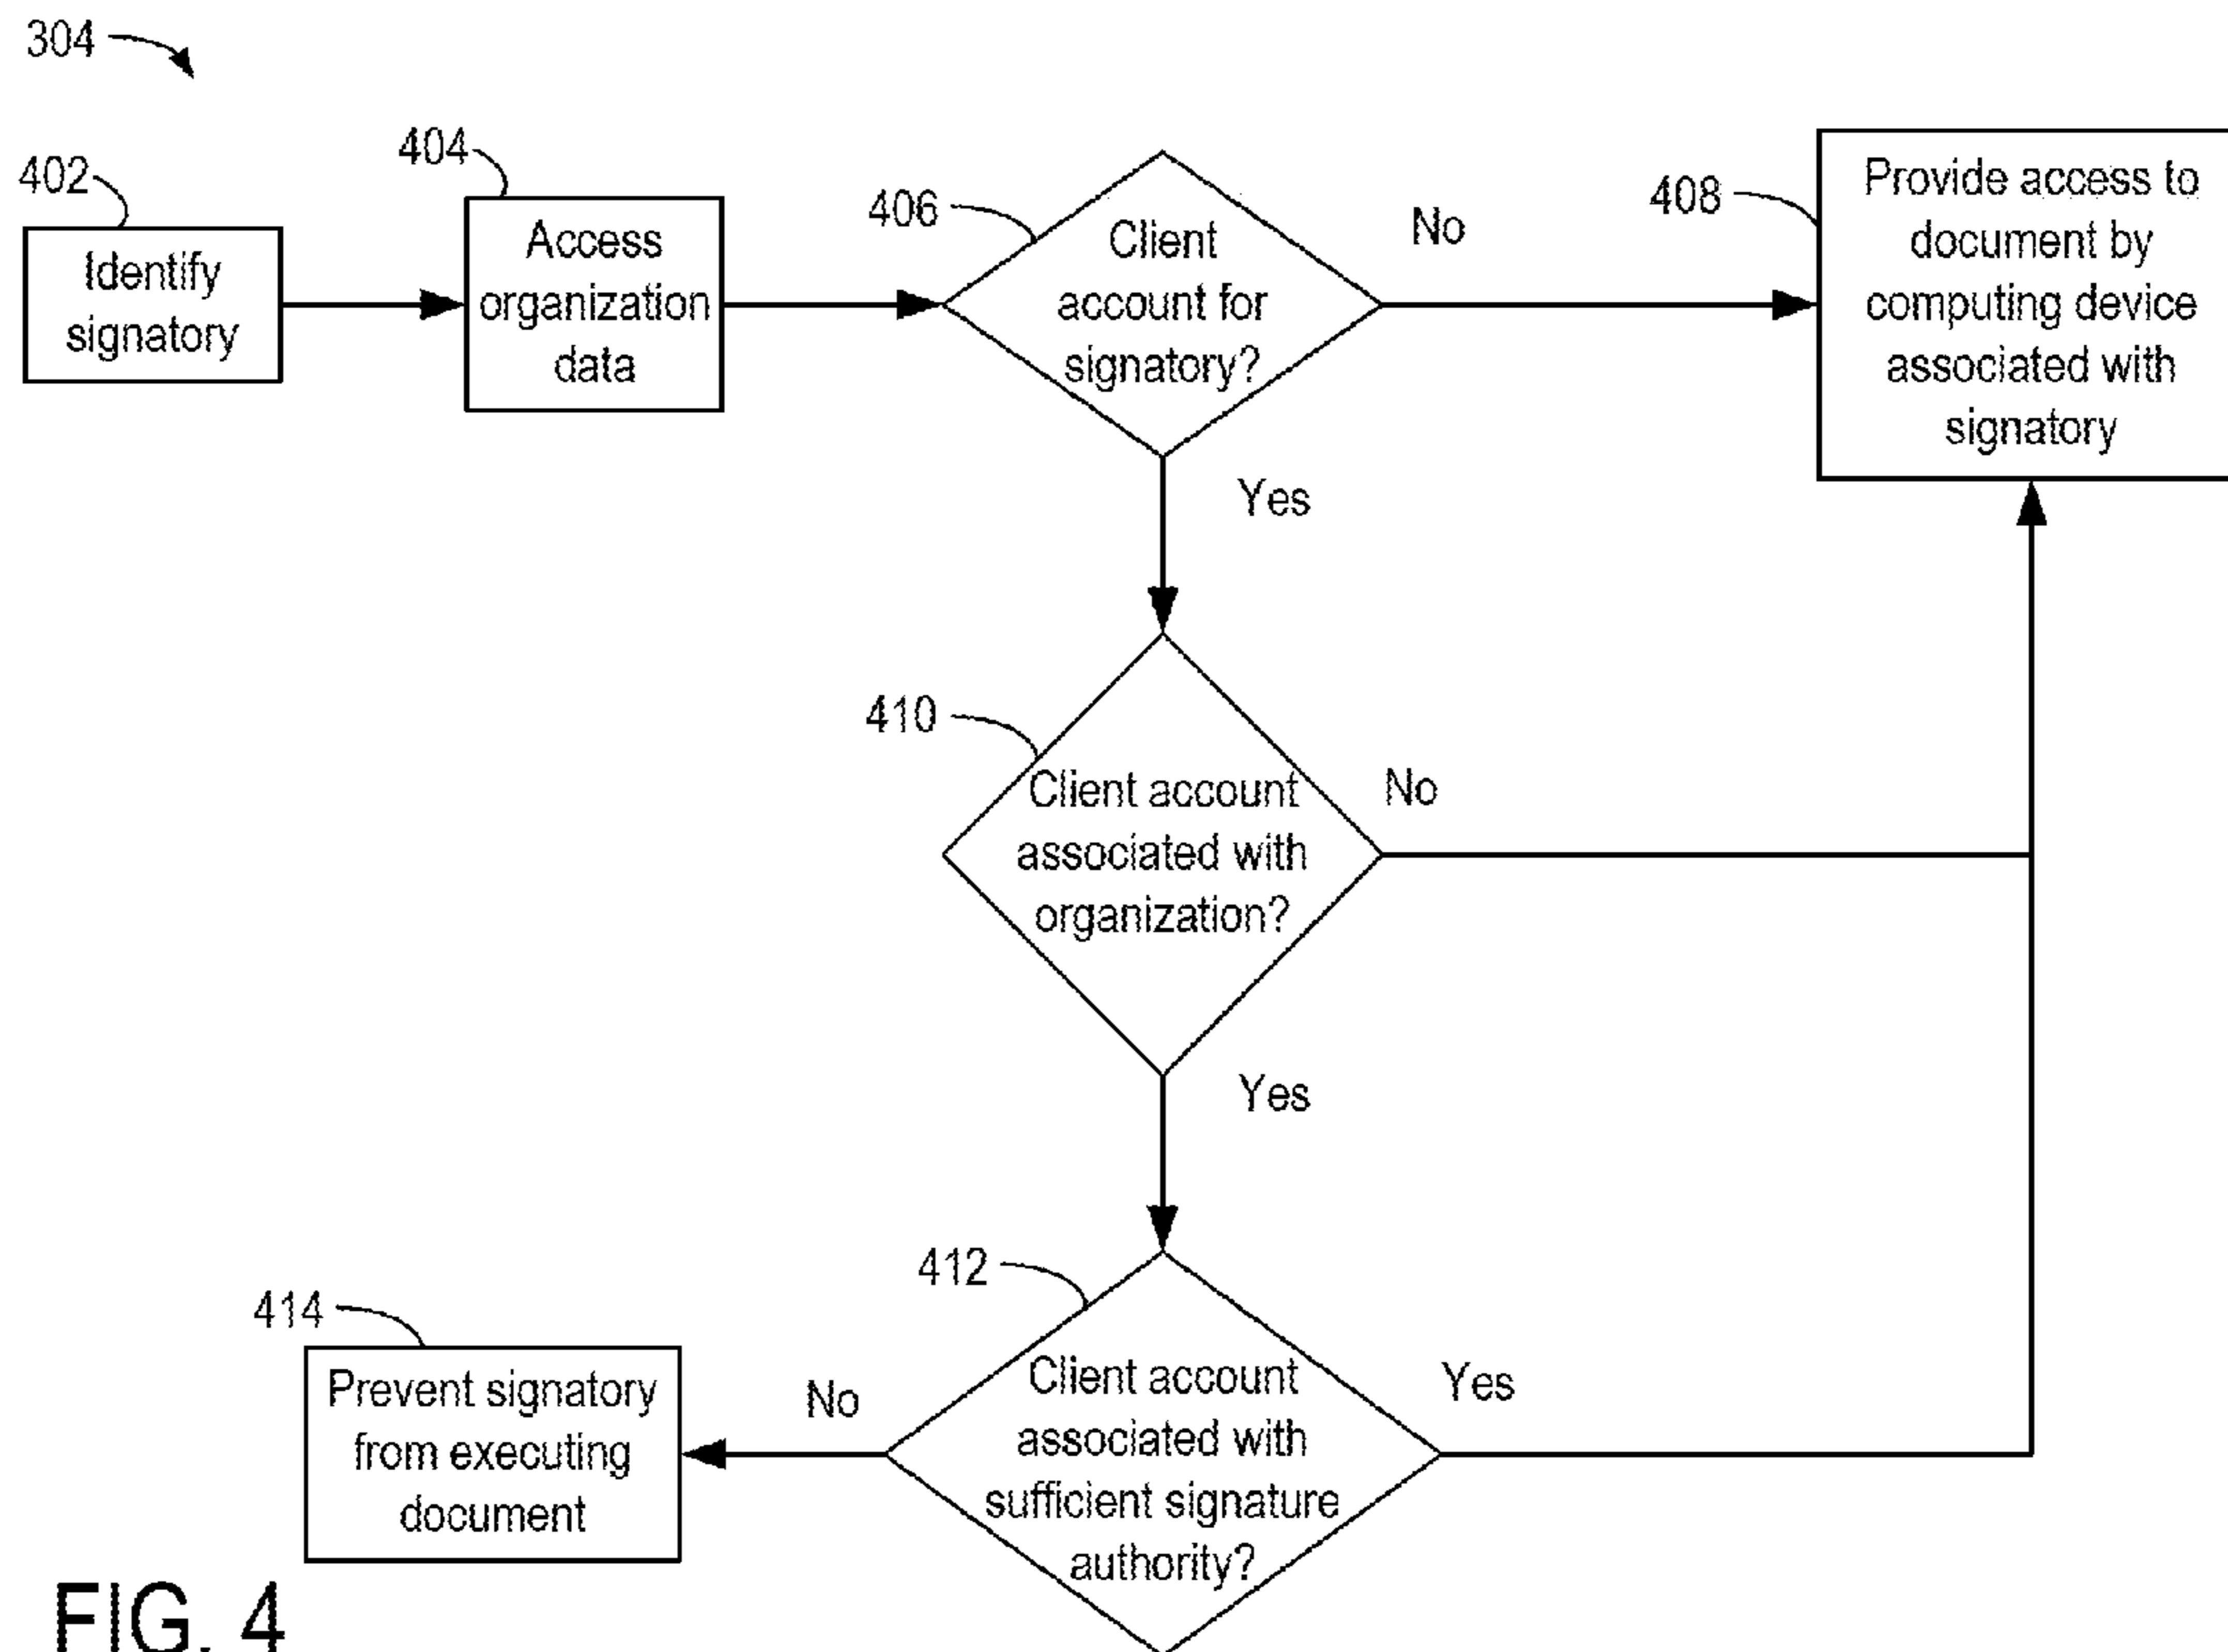 304
402
Identify
signatory
404
Access
organization
data
406
Client
account for
signatory?
No
408
Provide access to
document by
computing device
associated with
signatory
Yes
410
Client account
associated with
organization?
No
Yes
412
Client account
associated with
sufficient signature
authority?
Yes
No
414
Prevent signatory
from executing
document
FIG. 4